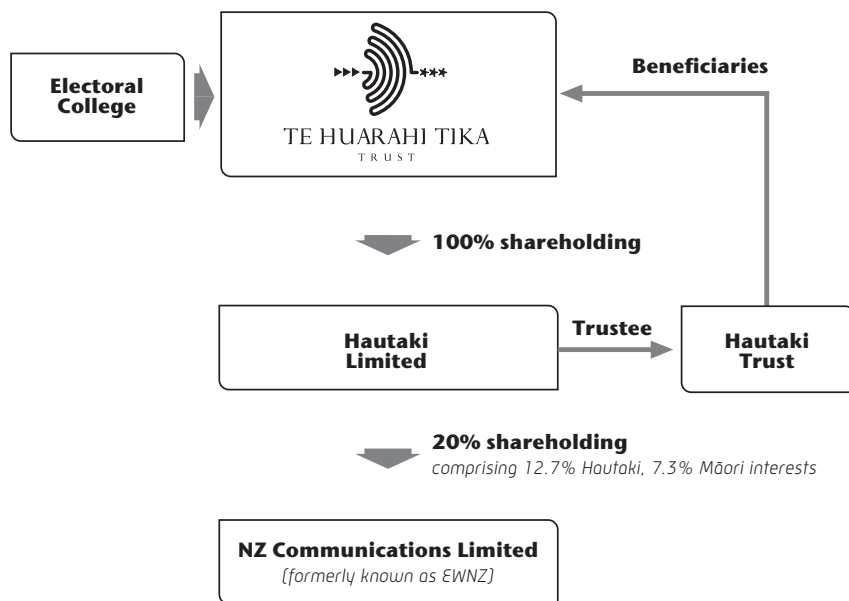 Electoral
College
TE HUARAHI TIKA
TRUST
Beneficiaries
100% shareholding
Hautaki
Limited
Trustee
Hautaki
Trust
20% shareholding
comprising 12.7% Hautaki, 7.3% Māori interests
NZ Communications Limited
(formerly known as EWNZ)